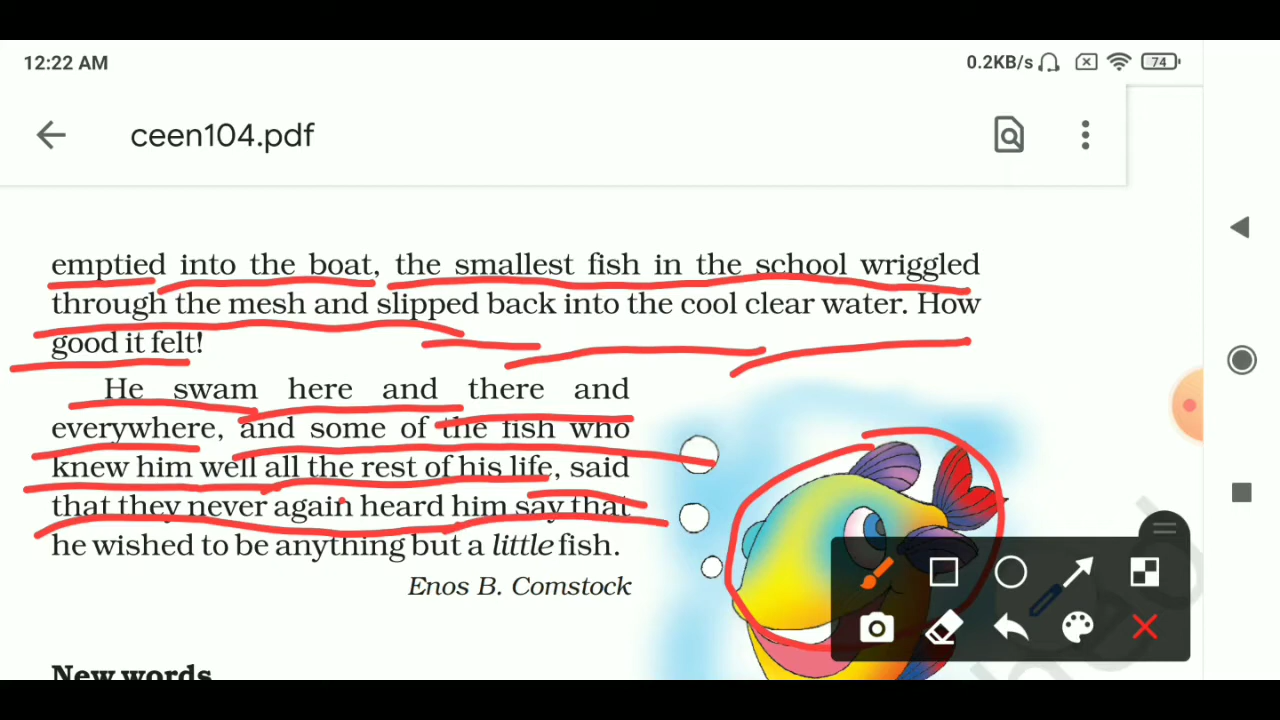 12:22 AM
0.2KB/s
74
ceen104.pdf
emptied into the boat, the smallest fish in the school wriggled
through the mesh and slipped back into the cool clear water. How
good it felt!
He swam here and there and
everywhere, and some of the fish who
knew him well all the rest of his life, said
that they never again heard him say that
he wished to be anything but a little fish.
Enos B. Comstock
New words